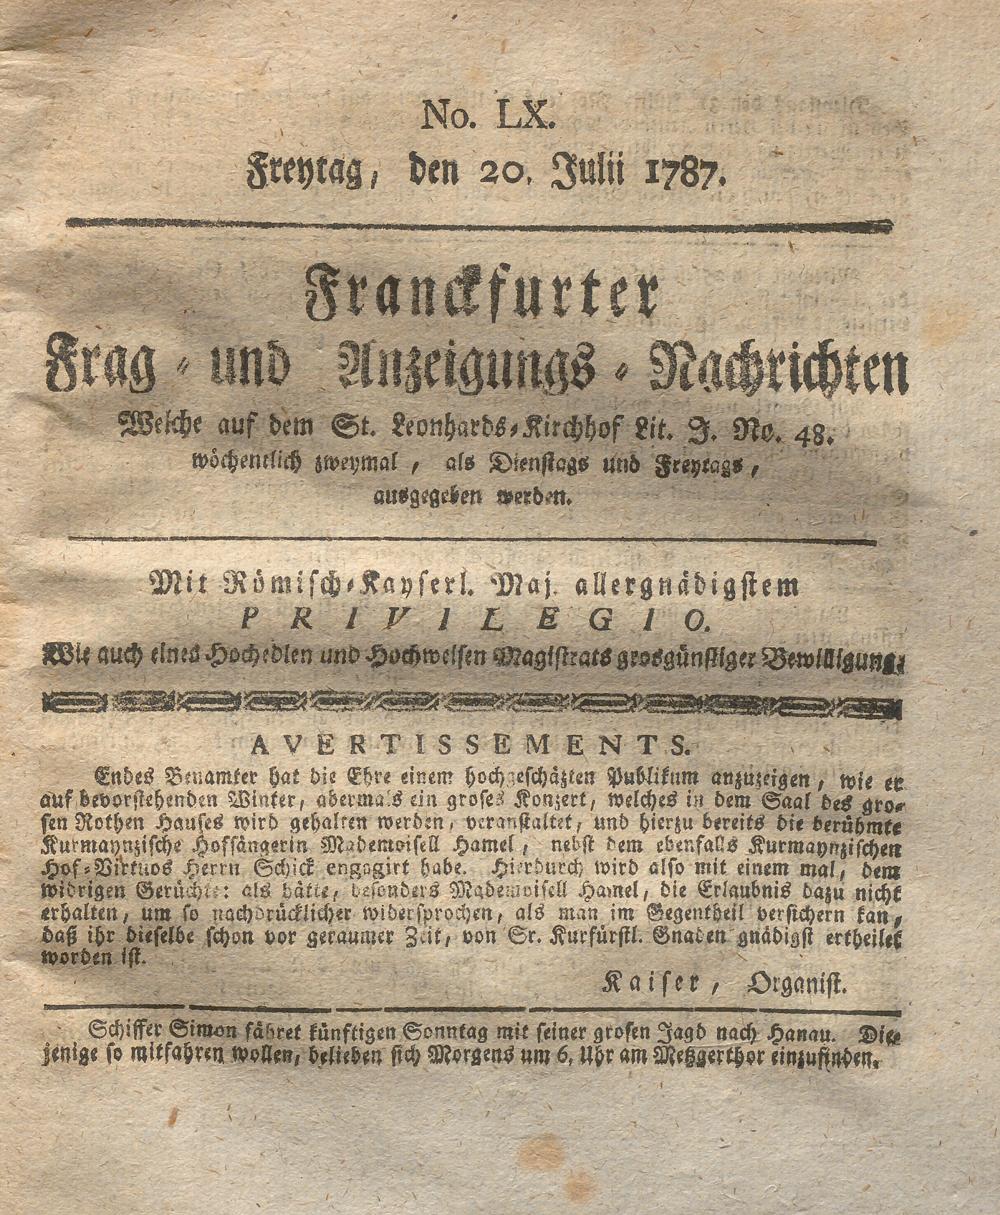 No. LX.
Freytag, den 20. Julii 1787.
Franckfurter
Frag- und Anzeigungs-Nachrichten
Welche auf dem St. Leonhards-Kirchhof Lit. J. No. 48.
wöchentlich zweymal, als Dienstags und Freytags,
ausgegeben werden.
Mit Römisch-Kayserl. Maj. allergnädigstem
PRIVILEGIO.
Wie auch eines Hochedlen und Hochweisen Magistrats grosgünstiger Bewilligung.
AVERTISSEMENTS.
Endes Benamter hat die Ehre einem hochgeschäzten Publikum anzuzeigen, wie er
auf bevorstehenden Winter, abermals ein groses Konzert, welches in dem Saal des gro-
sen Rothen Hauses wird gehalten werden, veranstaltet, und hierzu bereits die berühmte
Kurmaynzische Hofsängerin Mademoisell Hamel, nebst dem ebenfalls Kurmaynzischen
Hof-Virtuos Herrn Schick engagirt habe. Hierdurch wird also mit einem mal, dem
widrigen Gerüchte: als hätte, besonders Mademoisell Hamel, die Erlaubnis dazu nicht
erhalten, um so nachdrücklicher widersprochen, als man im Gegentheil versichern kan,
daß ihr dieselbe schon vor geraumer Zeit, von Sr. Kurfürstl. Gnaden gnädigst ertheilet
worden ist.
Kaiser, Organist.
Schiffer Simon fähret künftigen Sonntag mit seiner grosen Jagd nach Hanau. Die-
jenige so mitfahren wollen, belieben sich Morgens um 6. Uhr am Metzgerthor einzufinden.